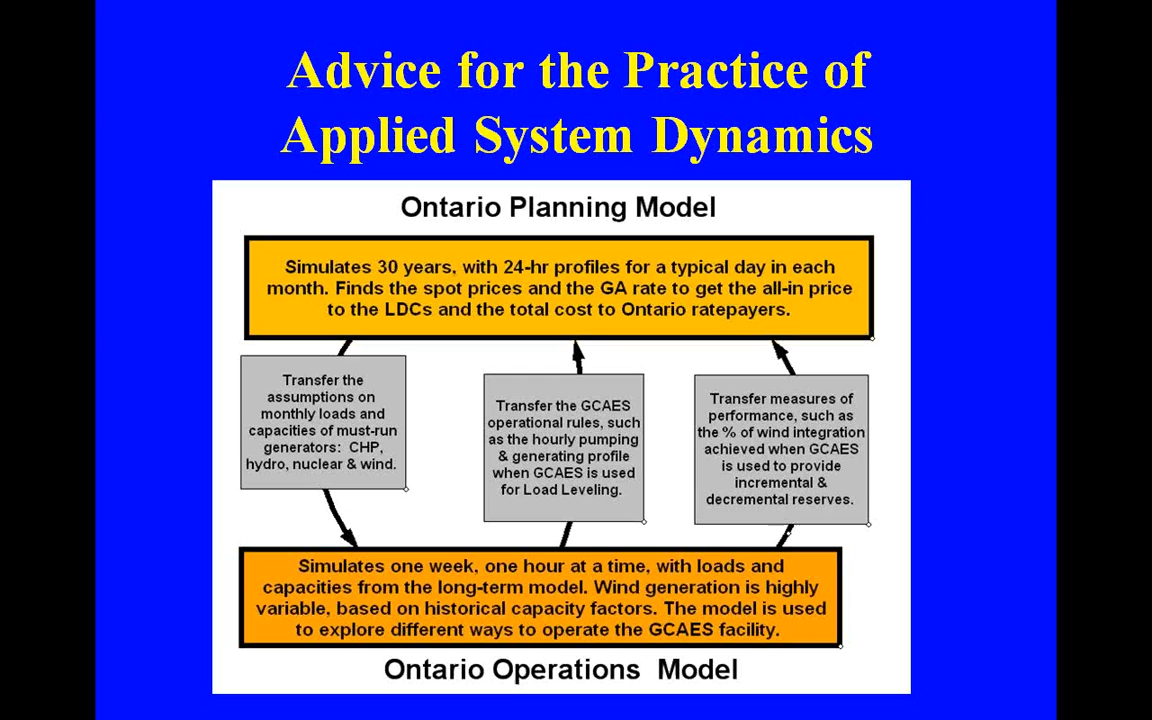 Advice for the Practice of
Applied System Dynamics
Ontario Planning Model
Simulates 30 years, with 24-hr profiles for a typical day in each
month. Finds the spot prices and the GA rate to get the all-in price
to the LDCs and the total cost to Ontario ratepayers.
Transfer the
assumptions on
monthly loads and
capacities of must-run
generators: CHP,
hydro, nuclear & wind.
Transfer the GCAES
operational rules, such
as the hourly pumping
& generating profile
when GCAES is used
for Load Leveling.
Transfer measures of
performance, such as
the % of wind integration
achieved when GCAES
is used to provide
incremental &
decremental reserves.
Simulates one week, one hour at a time, with loads and
capacities from the long-term model. Wind generation is highly
variable, based on historical capacity factors. The model is used
to explore different ways to operate the GCAES facility.
Ontario Operations Model